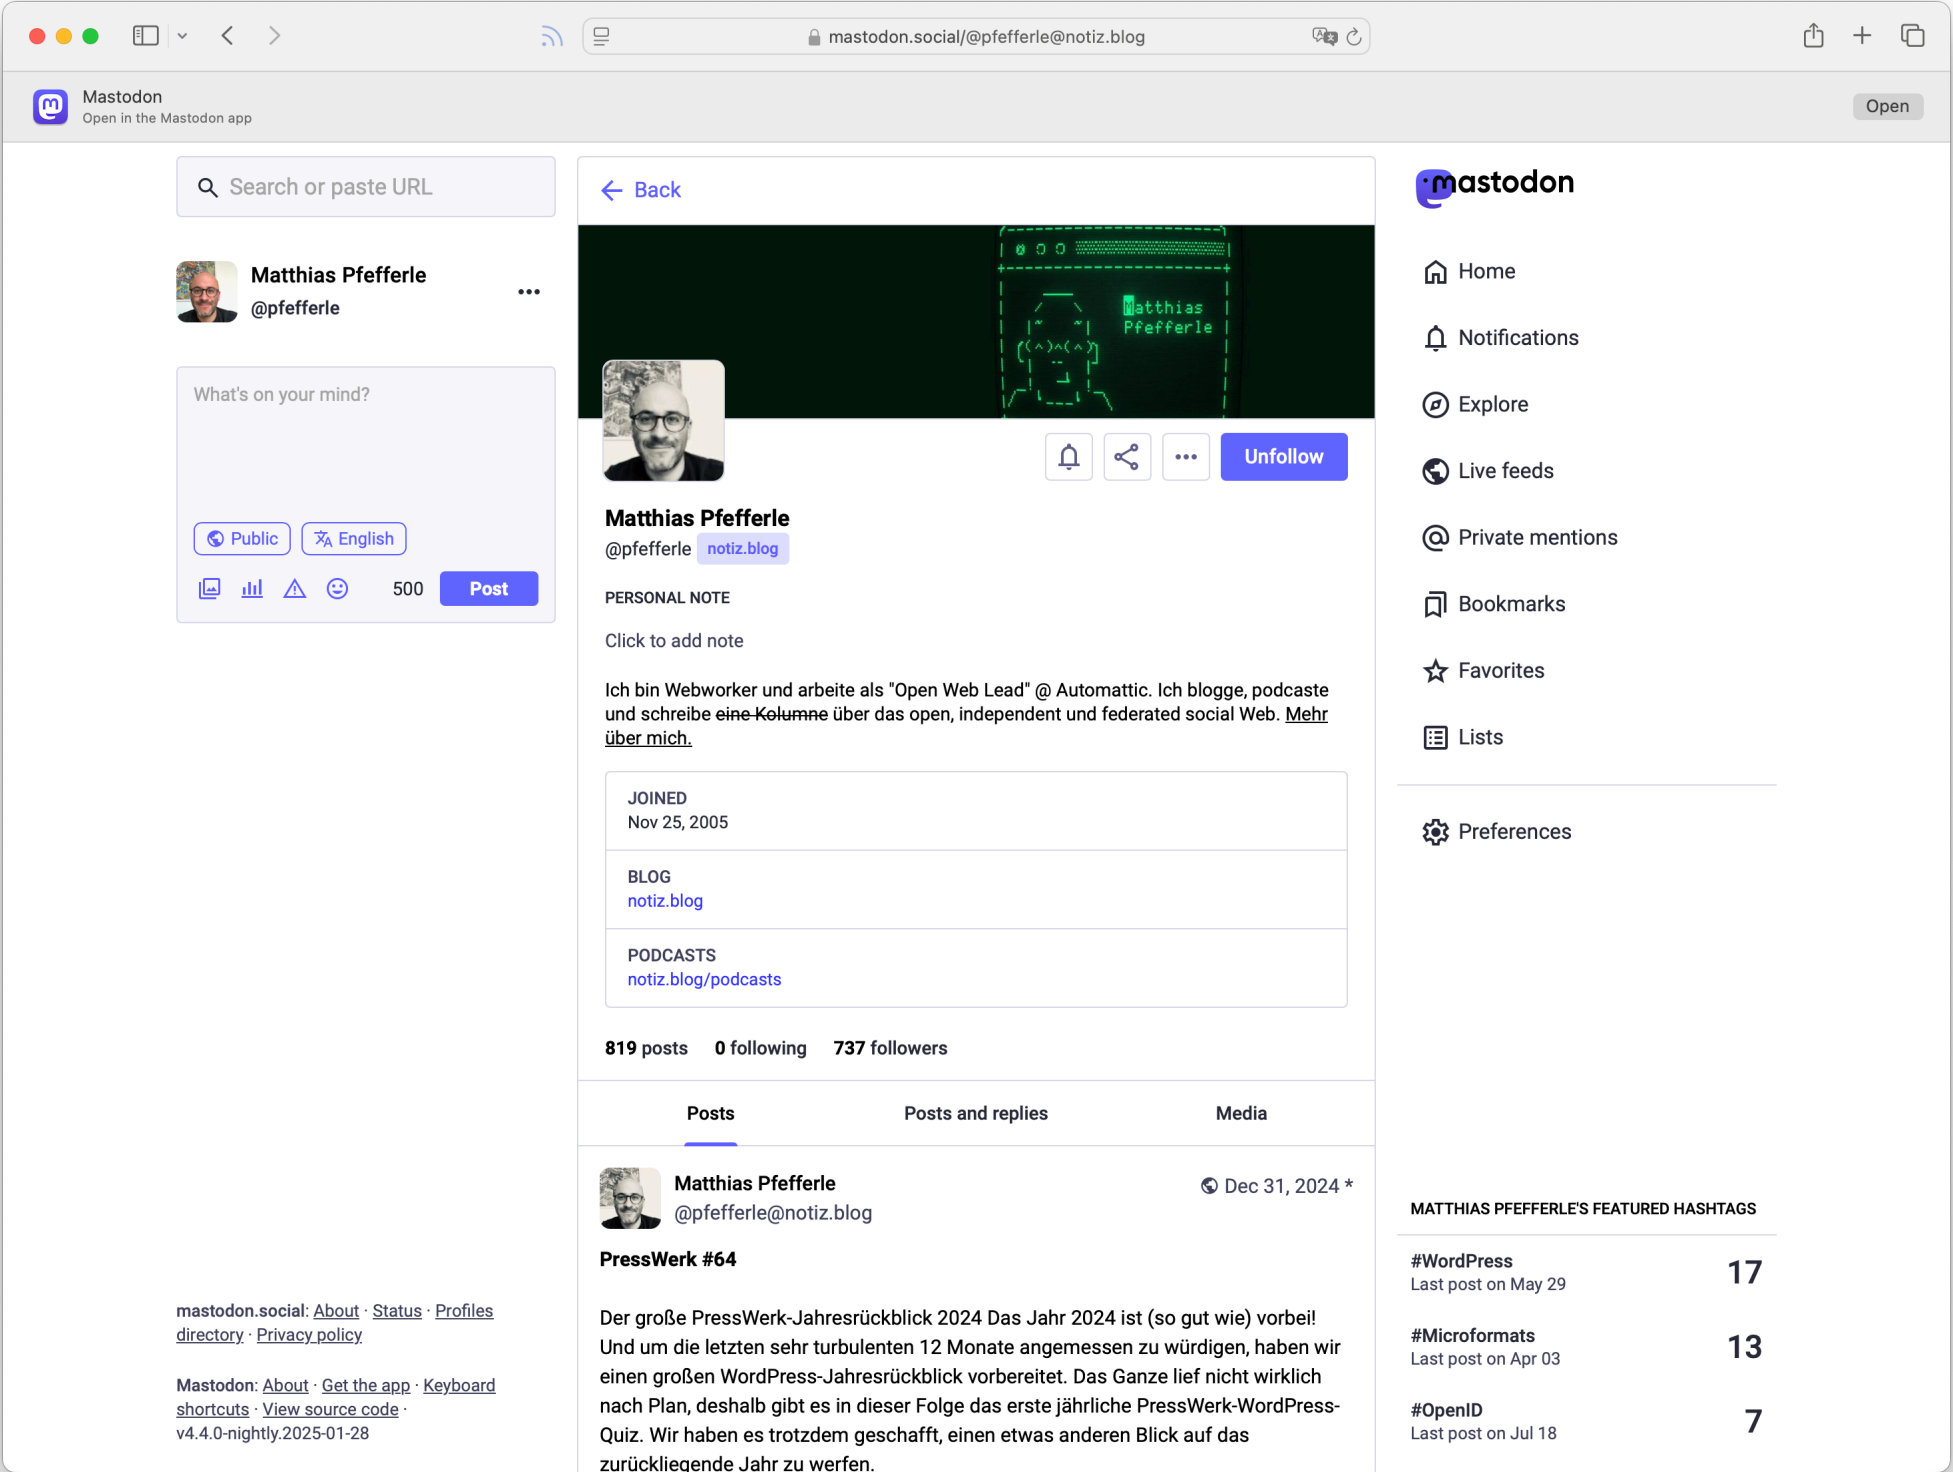 mastodon.social/@pfefferle@notiz.blog
Mastodon
Open in the Mastodon app
Open
Search or paste URL
Matthias Pfefferle
@pfefferle
What's on your mind?
Public
English
500
Post
Back
Matthias
Pfefferle
Unfollow
Matthias Pfefferle
@pfefferle notiz.blog
PERSONAL NOTE
Click to add note
Ich bin Webworker und arbeite als "Open Web Lead" @ Automattic. Ich blogge, podcaste
und schreibe eine Kolumne über das open, independent und federated social Web. Mehr
über mich.
JOINED
Nov 25, 2005
BLOG
notiz.blog
PODCASTS
notiz.blog/podcasts
819 posts 0 following 737 followers
Posts
Posts and replies
Media
Matthias Pfefferle
@pfefferle@notiz.blog
Dec 31, 2024 *
PressWerk #64
Der große PressWerk-Jahresrückblick 2024 Das Jahr 2024 ist (so gut wie) vorbei!
Und um die letzten sehr turbulenten 12 Monate angemessen zu würdigen, haben wir
einen großen WordPress-Jahresrückblick vorbereitet. Das Ganze lief nicht wirklich
nach Plan, deshalb gibt es in dieser Folge das erste jährliche PressWerk-WordPress-
Quiz. Wir haben es trotzdem geschafft, einen etwas anderen Blick auf das
zurückliegende Jahr zu werfen.
mastodon
Home
Notifications
Explore
Live feeds
Private mentions
Bookmarks
Favorites
Lists
Preferences
MATTHIAS PFEFFERLE'S FEATURED HASHTAGS
#WordPress
Last post on May 29
17
#Microformats
Last post on Apr 03
13
#OpenID
Last post on Jul 18
7
mastodon.social: About · Status · Profiles
directory · Privacy policy
Mastodon: About · Get the app · Keyboard
shortcuts · View source code ·
v4.4.0-nightly.2025-01-28